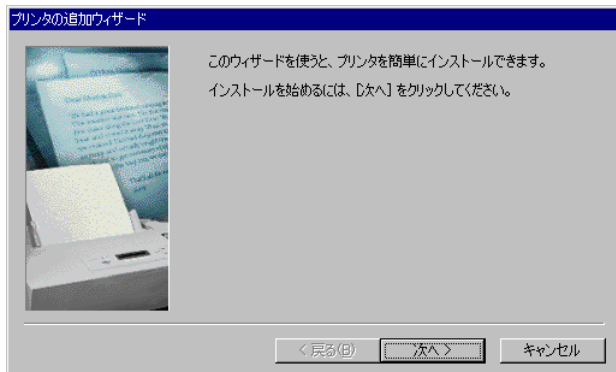 プリンタの追加ウィザード
このウィザードを使うと、プリンタを簡単にインストールできます。
インストールを始めるには、[次へ] をクリックしてください。
< 戻る(B)
次へ >
キャンセル